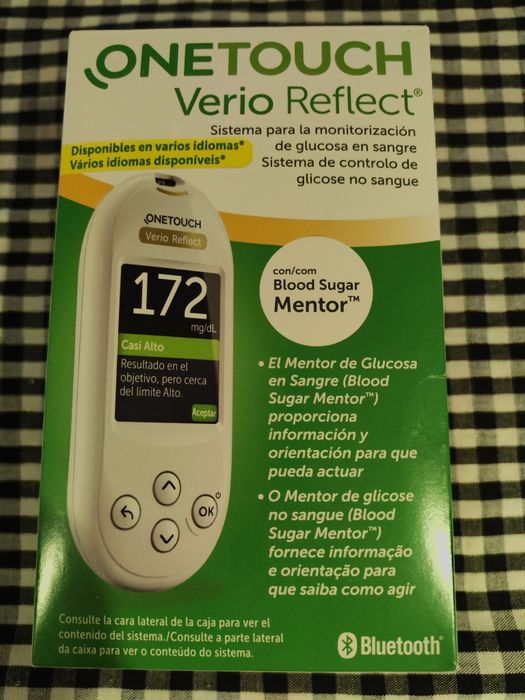 ONETOUCH
Verio Reflect®
Sistema para la monitorización
de glucosa en sangre
Sistema de controlo de
glicose no sangue
Disponibles en varios idiomas*
Vários idiomas disponíveis*
ONETOUCH
Verio Reflect
172
mg/dL
Casi Alto
Resultado en el
objetivo, pero cerca
del límite Alto.
Aceptar
OK
con/com
Blood Sugar
Mentor™
• El Mentor de Glucosa
en Sangre (Blood
Sugar Mentor™)
proporciona
información y
orientación para que
pueda actuar
• O Mentor de glicose
no sangue (Blood
Sugar Mentor™)
fornece informação
e orientação para
que saiba como agir
Consulte la cara lateral de la caja para ver el
contenido del sistema./Consulte a parte lateral
da caixa para ver o conteúdo do sistema.
Bluetooth®